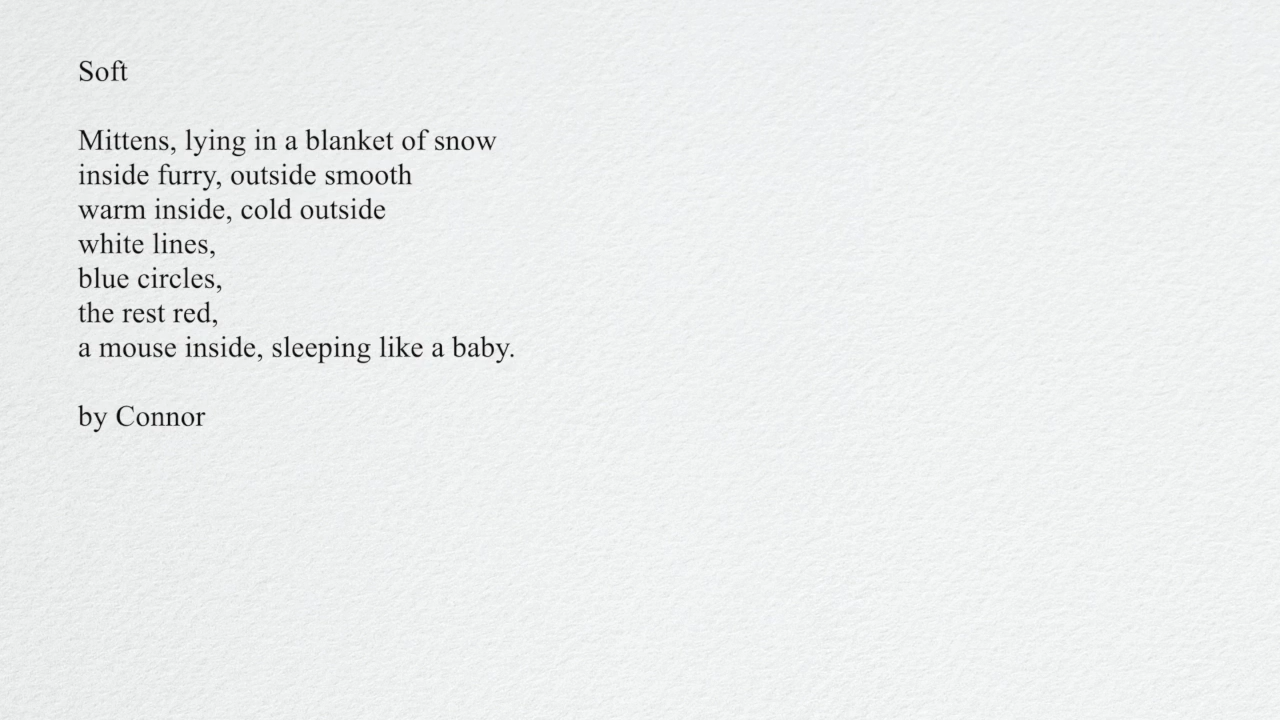 Soft
Mittens, lying in a blanket of snow
inside furry, outside smooth
warm inside, cold outside
white lines,
blue circles,
the rest red,
a mouse inside, sleeping like a baby.
by Connor